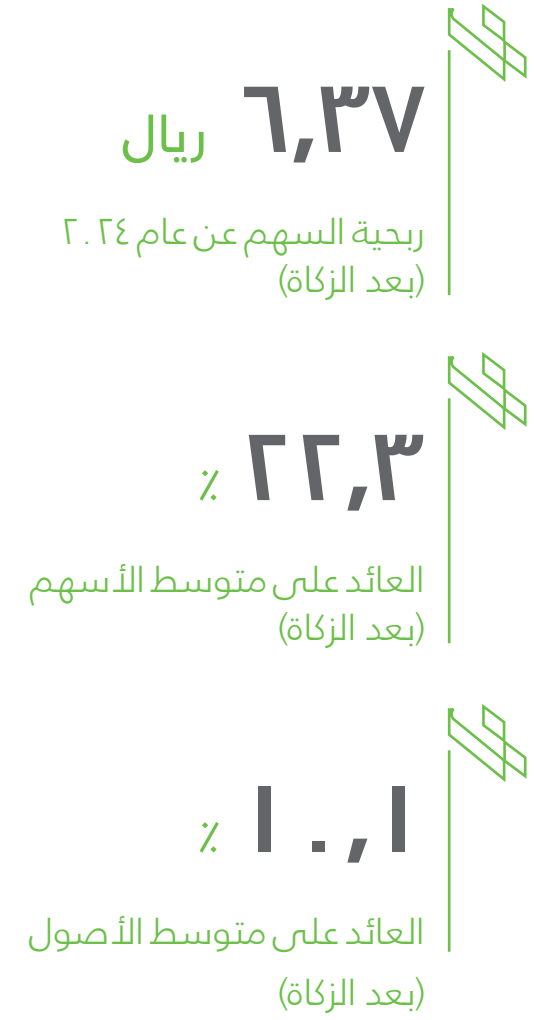 ٦,٣٧ ريال
ربحية السهم عن عام ٢٠٢٤
(بعد الزكاة)
٢٢,٣ ٪
العائد على متوسط الأسهم
(بعد الزكاة)
١٠,١ ٪
العائد على متوسط الأصول
(بعد الزكاة)